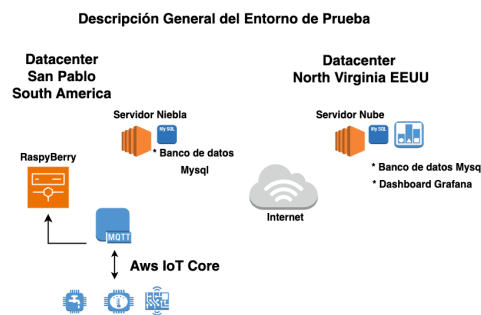 Descripción General del Entorno de Prueba
Datacenter
San Pablo
South America
Datacenter
North Virginia EEUU
Servidor Niebla
My SQL
* Banco de datos
Mysql
Servidor Nube
My SQL
* Banco de datos Mysq
* Dashboard Grafana
RaspyBerry
Internet
MQTT
Aws IoT Core